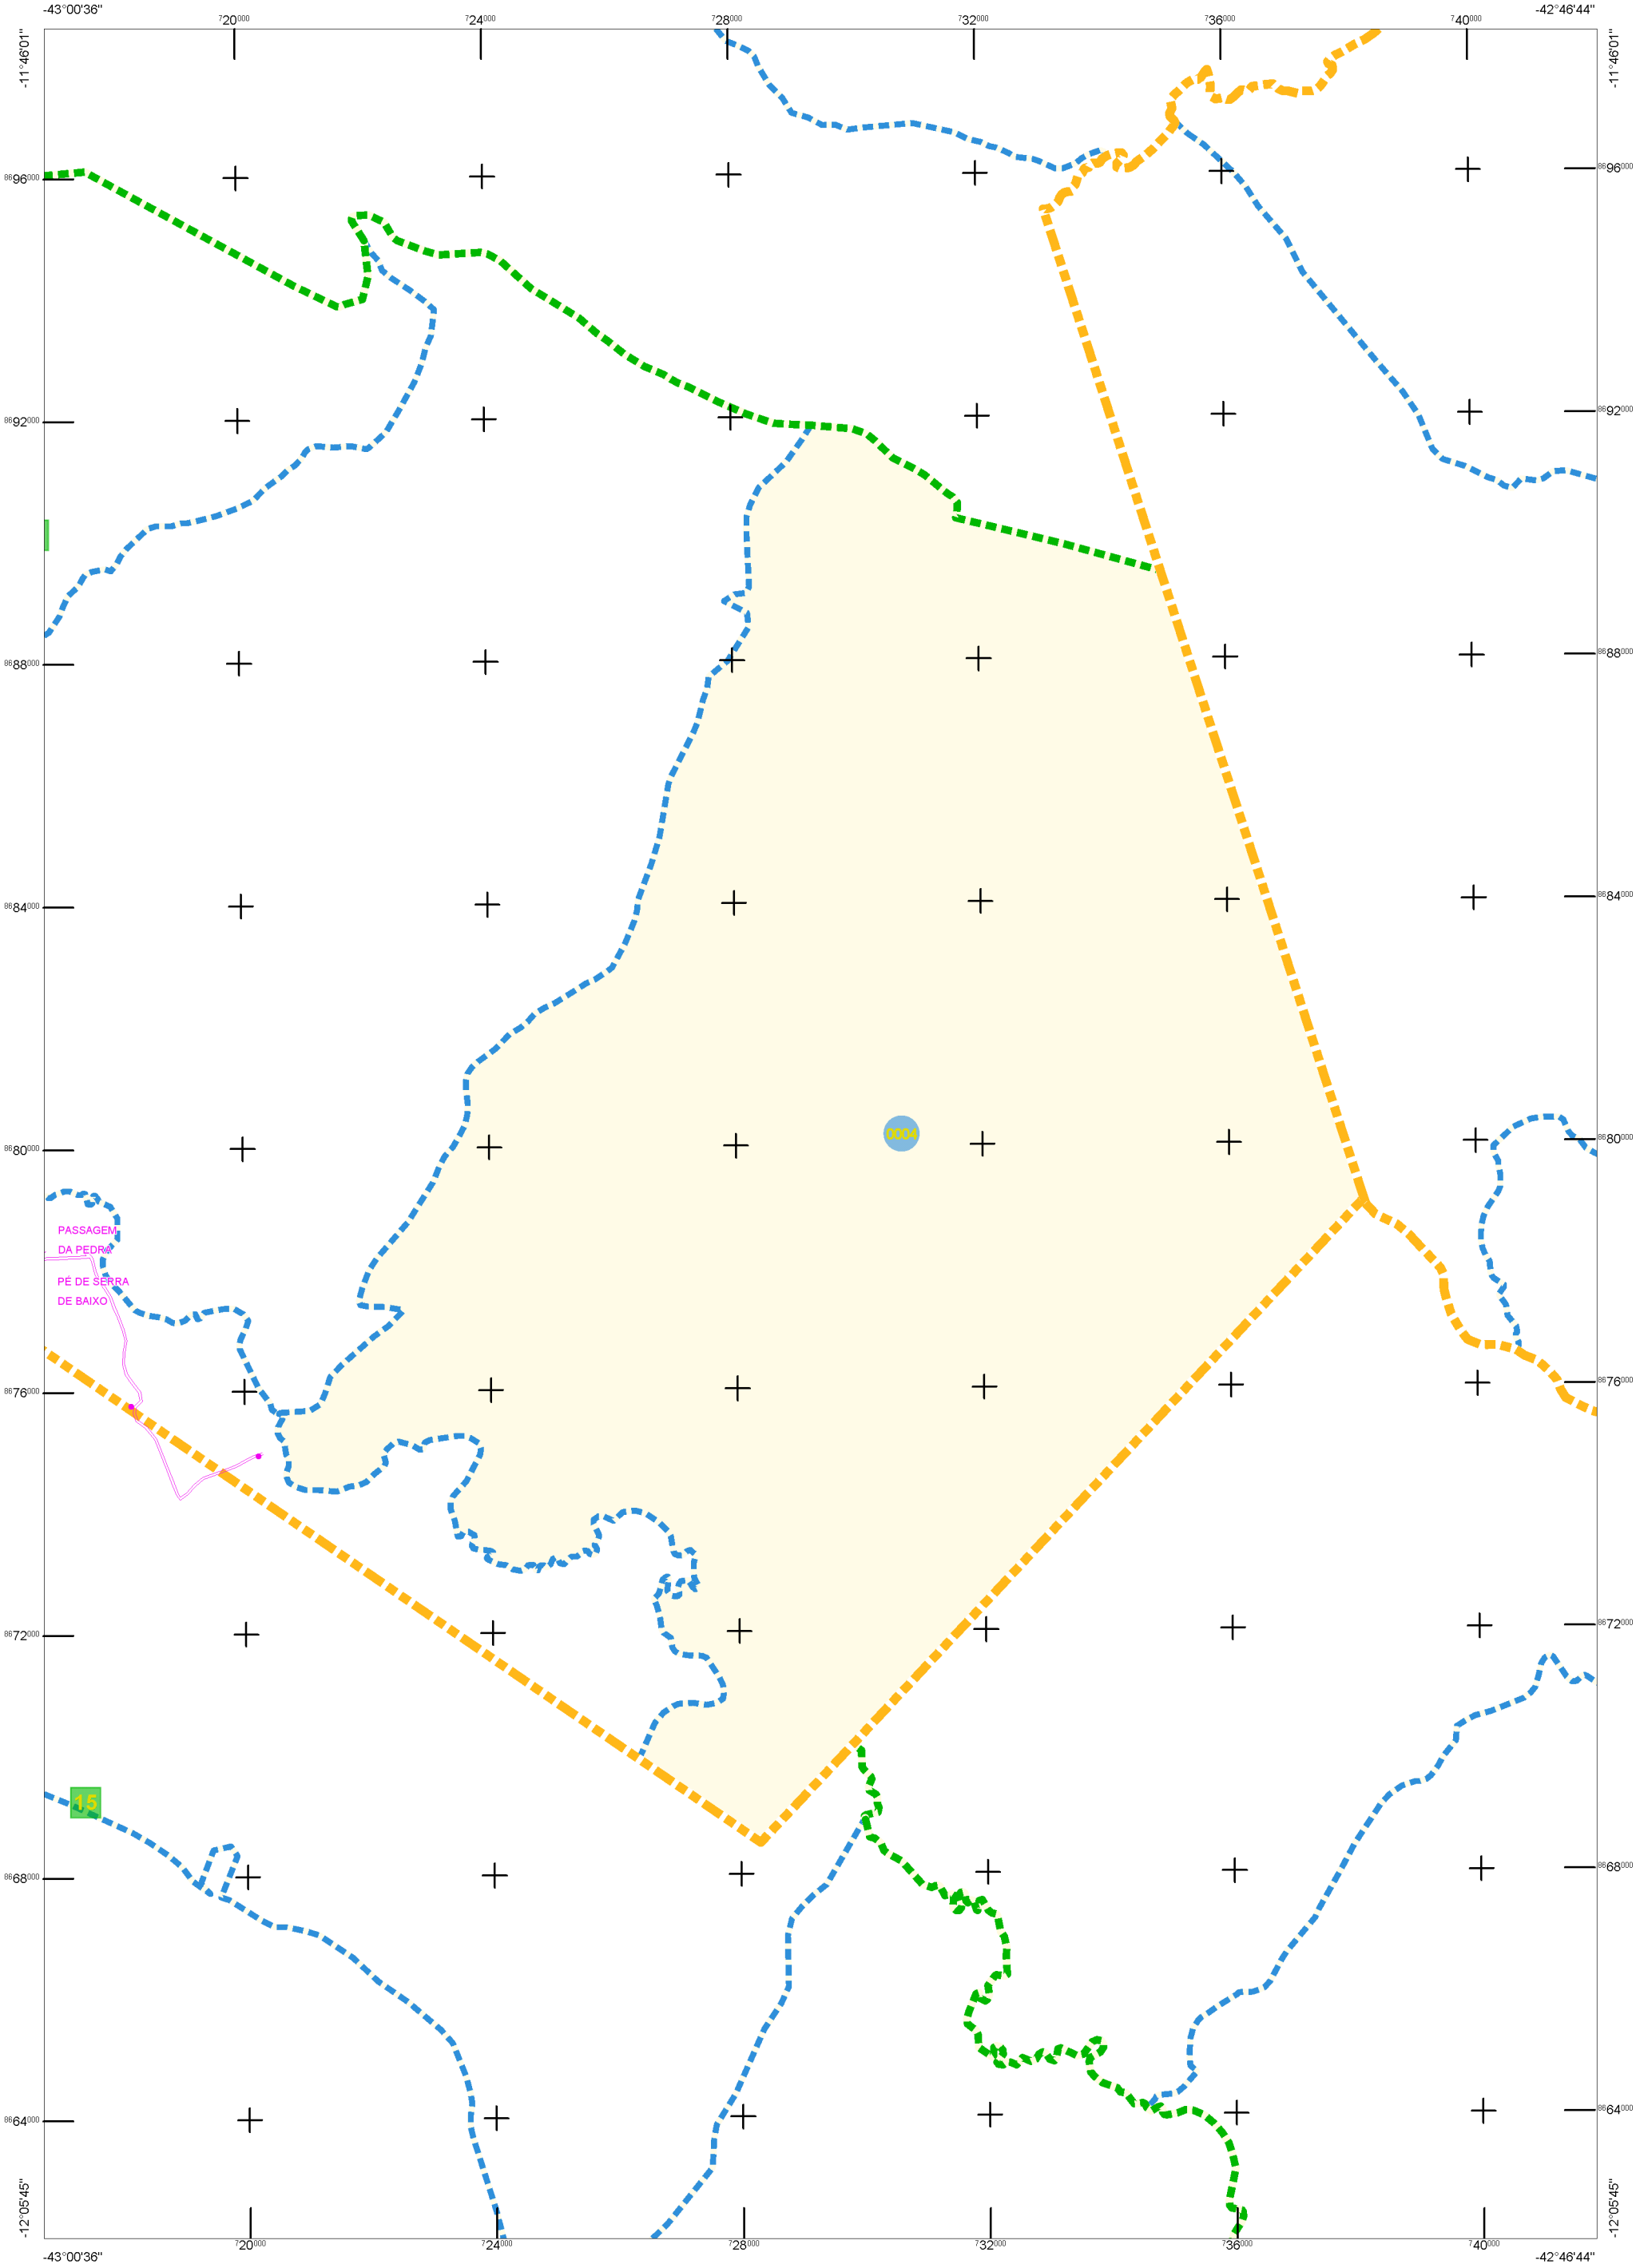 -43°00'36" -42°46'44"
720000 724000 728000 732000 736000 740000
-11°46'01" -11°46'01"
8696000 8696000
8692000 8692000
8688000 8688000
8684000 8684000
0004
8680000 8680000
PASSAGEM
DA PEDRA
PÉ DE SERRA
DE BAIXO
8676000 8676000
8672000 8672000
15
8668000 8668000
8664000 8664000
-12°05'45" -12°05'45"
720000 724000 728000 732000 736000 740000
-43°00'36" -42°46'44"